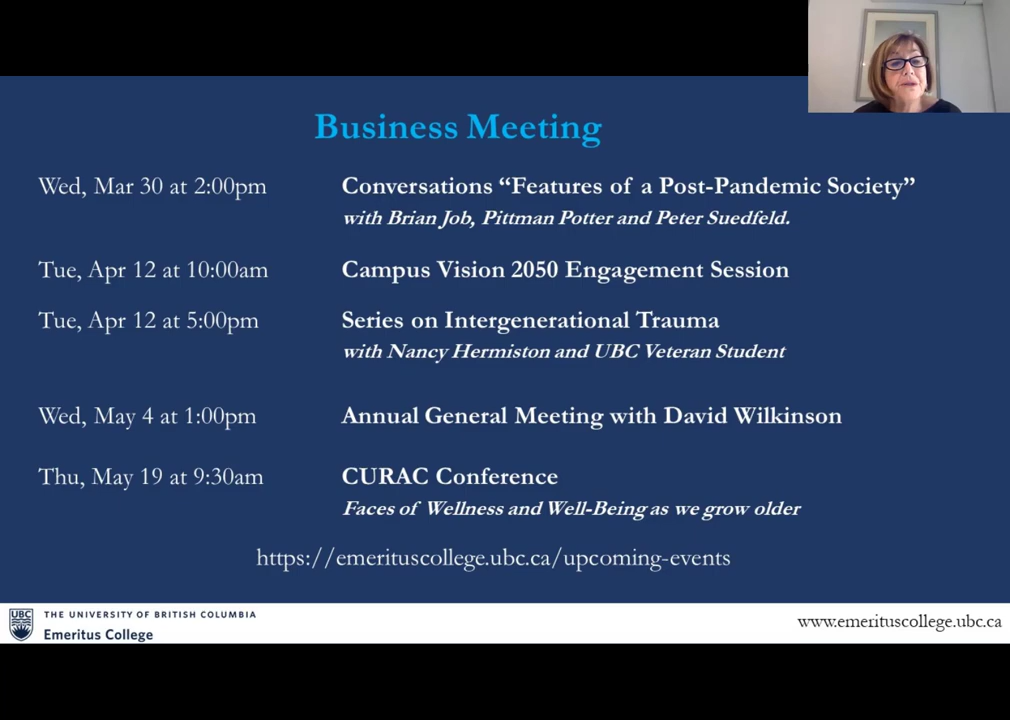 Business Meeting
Wed, Mar 30 at 2:00pm
Conversations “Features of a Post-Pandemic Society”
with Brian Job, Pittman Potter and Peter Suedfeld.
Tue, Apr 12 at 10:00am
Campus Vision 2050 Engagement Session
Tue, Apr 12 at 5:00pm
Series on Intergenerational Trauma
with Nancy Hermiston and UBC Veteran Student
Wed, May 4 at 1:00pm
Annual General Meeting with David Wilkinson
Thu, May 19 at 9:30am
CURAC Conference
Faces of Wellness and Well-Being as we grow older
https://emerituscollege.ubc.ca/upcoming-events
UBC
THE UNIVERSITY OF BRITISH COLUMBIA
Emeritus College
www.emerituscollege.ubc.ca